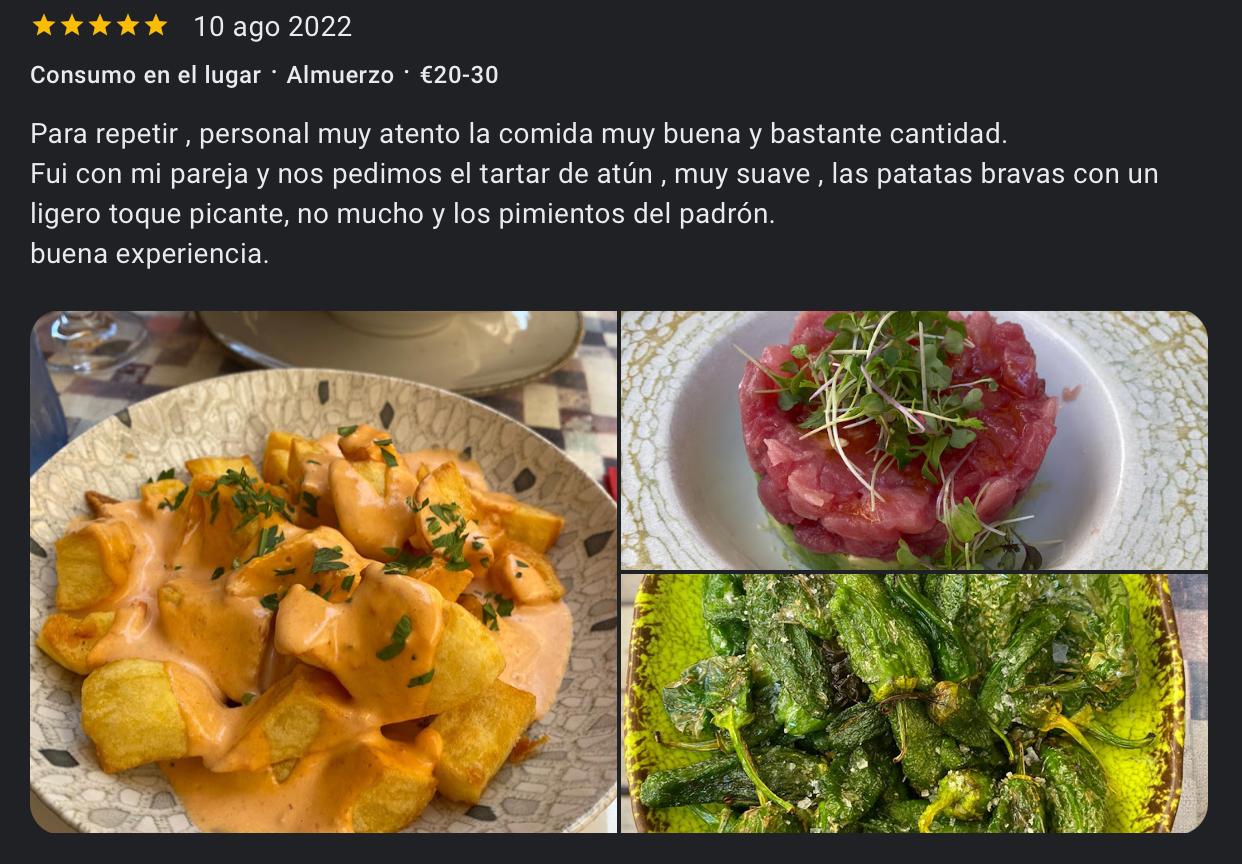 10 ago 2022
Consumo en el lugar · Almuerzo · €20-30
Para repetir , personal muy atento la comida muy buena y bastante cantidad.
Fui con mi pareja y nos pedimos el tartar de atún , muy suave , las patatas bravas con un
ligero toque picante, no mucho y los pimientos del padrón.
buena experiencia.